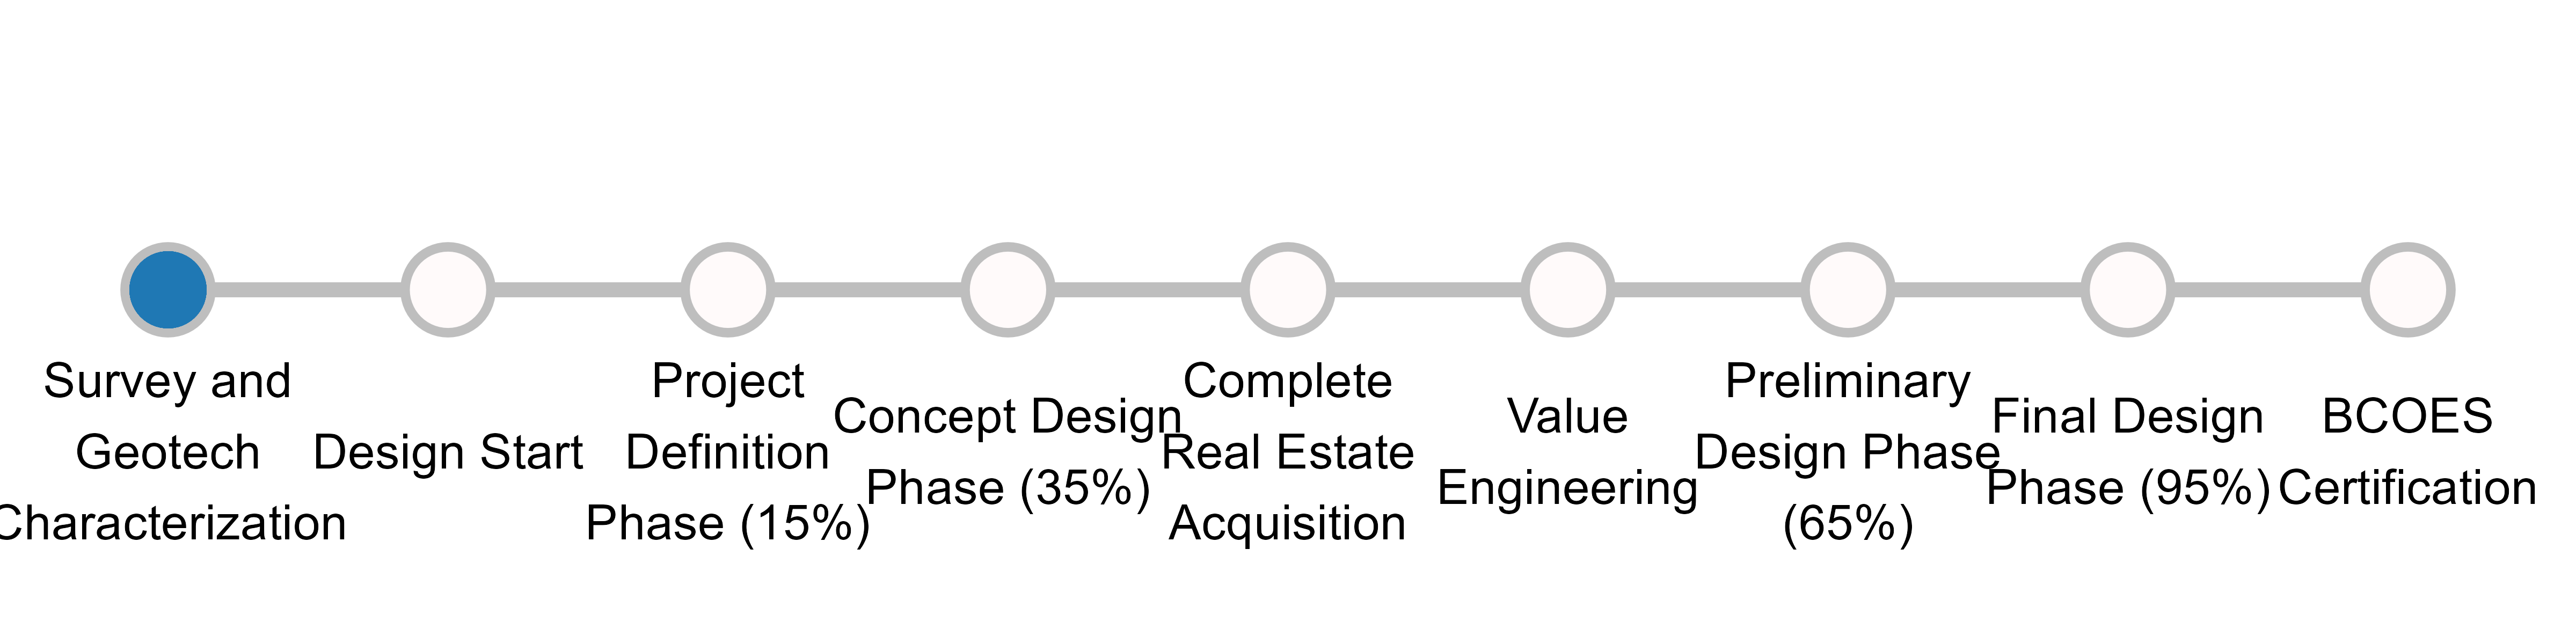 Survey and
Geotech
Characterization
Design Start
Project
Definition
Phase (15%)
Concept Design
Phase (35%)
Complete
Real Estate
Acquisition
Value
Engineering
Preliminary
Design Phase
(65%)
Final Design
Phase (95%)
BCOES
Certification